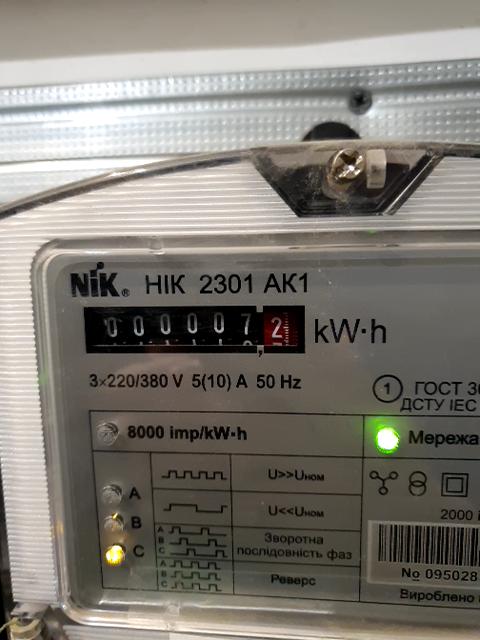 NiK® НІК 2301 АК1
0000072 kW·h
3×220/380 V 5(10) A 50 Hz
1 ГОСТ
ДСТУ IEC
8000 imp/kW·h
Мережа
A
B
C
U>>Uном
U<<Uном
A
B
C
Зворотна
послідовність фаз
A
B
C
Реверс
2000
№ 095028